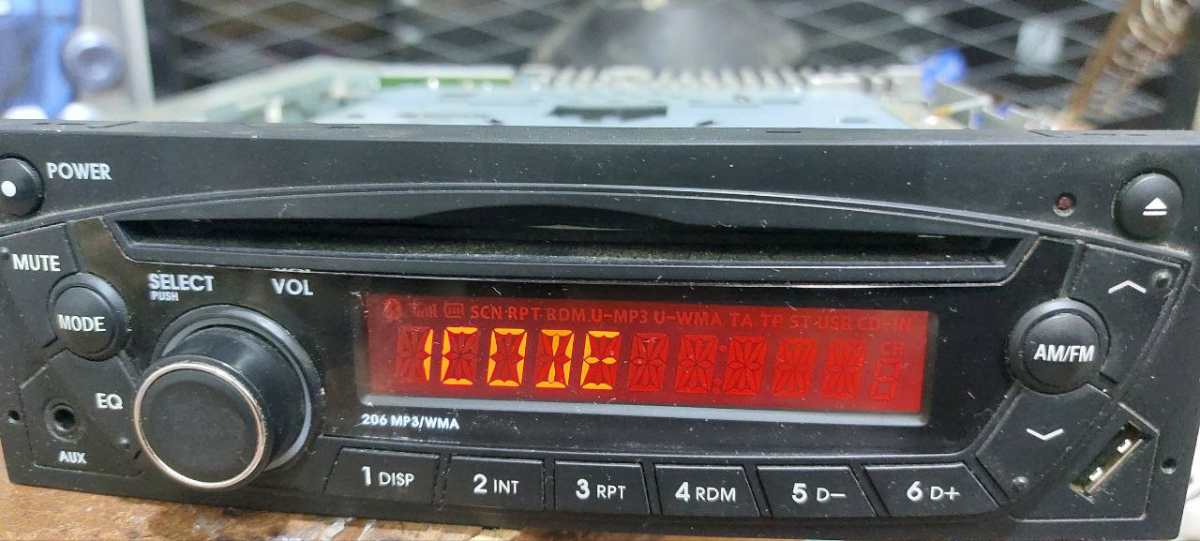 POWER
MUTE
SELECT
PUSH
VOL
MODE
SCN RPT RDM U-MP3 U-WMA TA TP ST USB CD-IN
AM/FM
EQ
206 MP3/WMA
AUX
1 DISP
2 INT
3 RPT
4 RDM
5 D-
6 D+